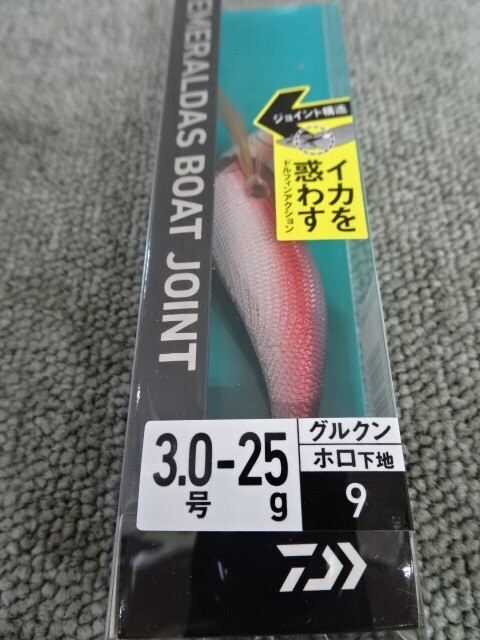 EMERALDAS BOAT JOINT
ジョイント構造
イカを
惑わす
ドルフィンアクション
3.0号-25g
グルクン
ホロ下地
9